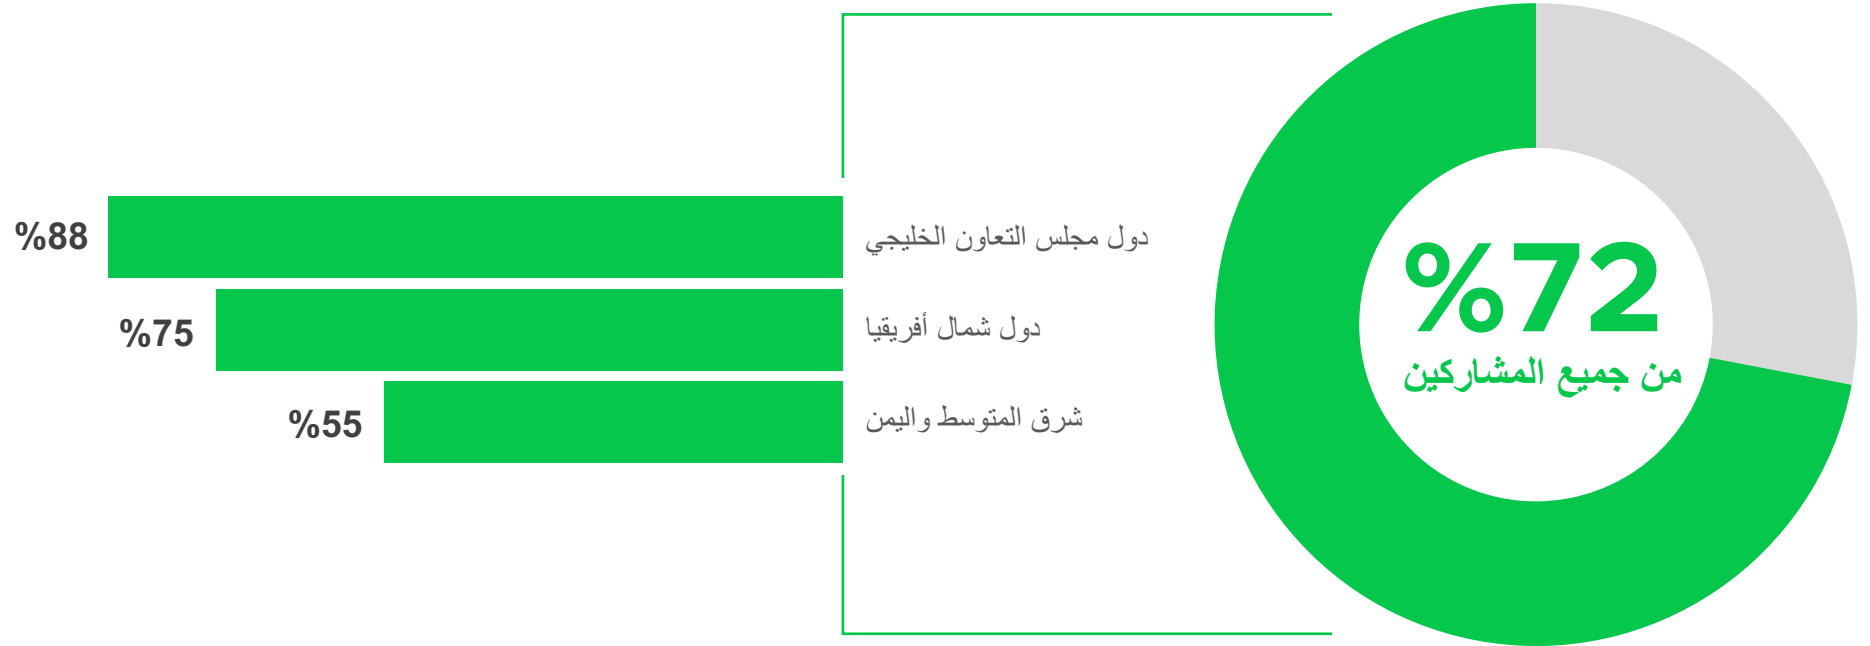 %72
من جميع المشاركين
دول مجلس التعاون الخليجي
%88
دول شمال أفريقيا
%75
شرق المتوسط واليمن
%55